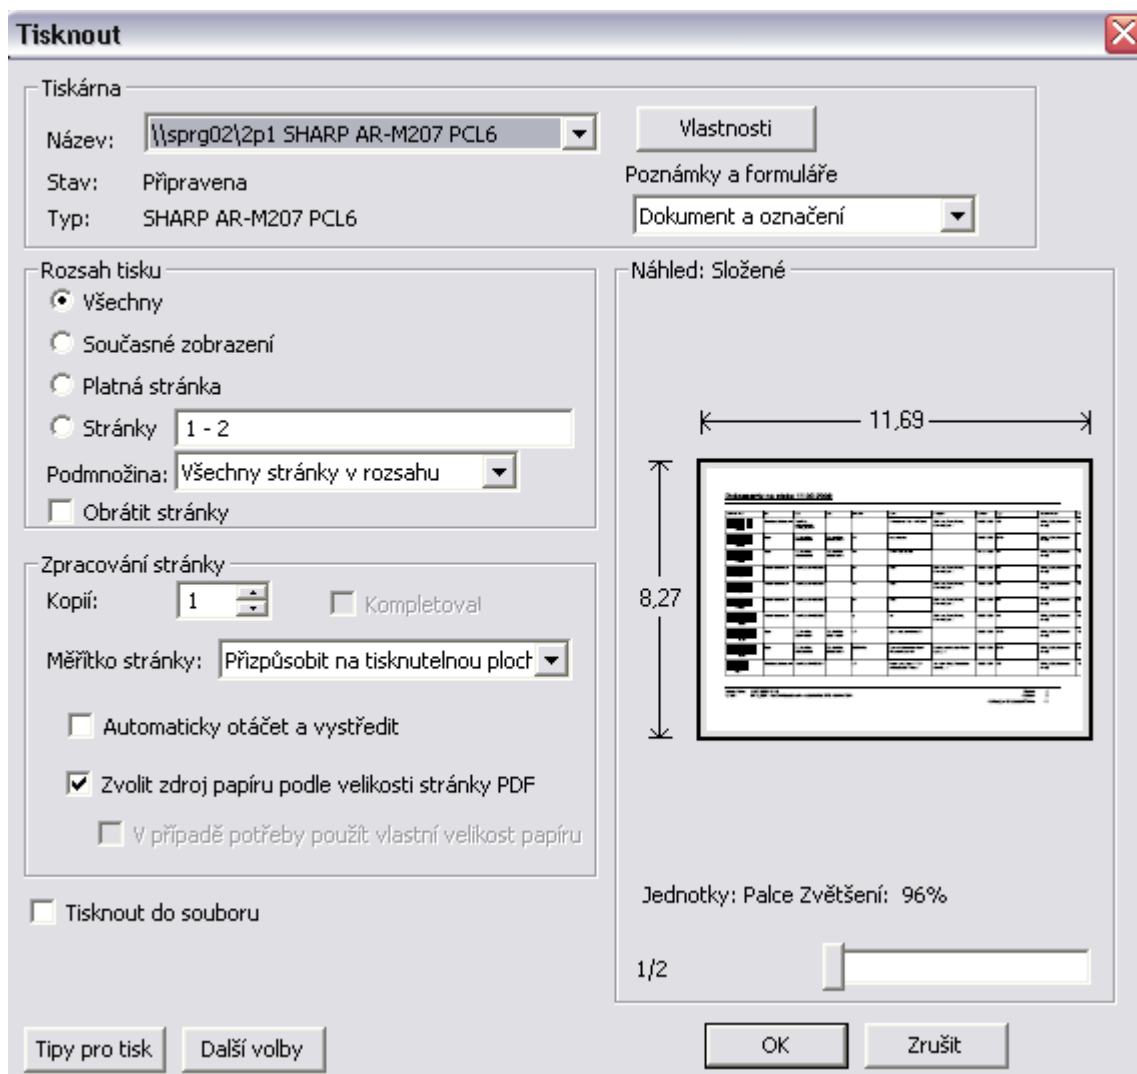 Tisknout
Tiskárna
Název: \\sprg02\2p1 SHARP AR-M207 PCL6
Vlastnosti
Stav: Připravena
Poznámky a formuláře
Typ: SHARP AR-M207 PCL6
Dokument a označení
Rozsah tisku
Všechny
Současné zobrazení
Platná stránka
Stránky 1 - 2
Podmnožina: Všechny stránky v rozsahu
Obrátit stránky
Zpracování stránky
Kopií: 1
Kompletoval
Měřítko stránky: Přizpůsobit na tisknutelnou ploch
Automaticky otáčet a vystředit
Zvolit zdroj papíru podle velikosti stránky PDF
V případě potřeby použít vlastní velikost papíru
Tisknout do souboru
Náhled: Složené
11,69
8,27
Jednotky: Palce Zvětšení: 96%
1/2
Tipy pro tisk
Další volby
OK
Zrušit